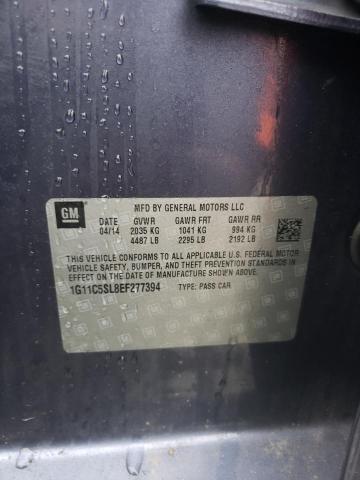 MFD BY GENERAL MOTORS LLC
GM
DATE GVWR GAWR FRT GAWR RR
04/14 2035 KG 1041 KG 994 KG
4487 LB 2295 LB 2192 LB
THIS VEHICLE CONFORMS TO ALL APPLICABLE U.S. FEDERAL MOTOR
VEHICLE SAFETY, BUMPER, AND THEFT PREVENTION STANDARDS IN
EFFECT ON THE DATE OF MANUFACTURE SHOWN ABOVE.
1G11C5SL8EF277394 TYPE: PASS CAR